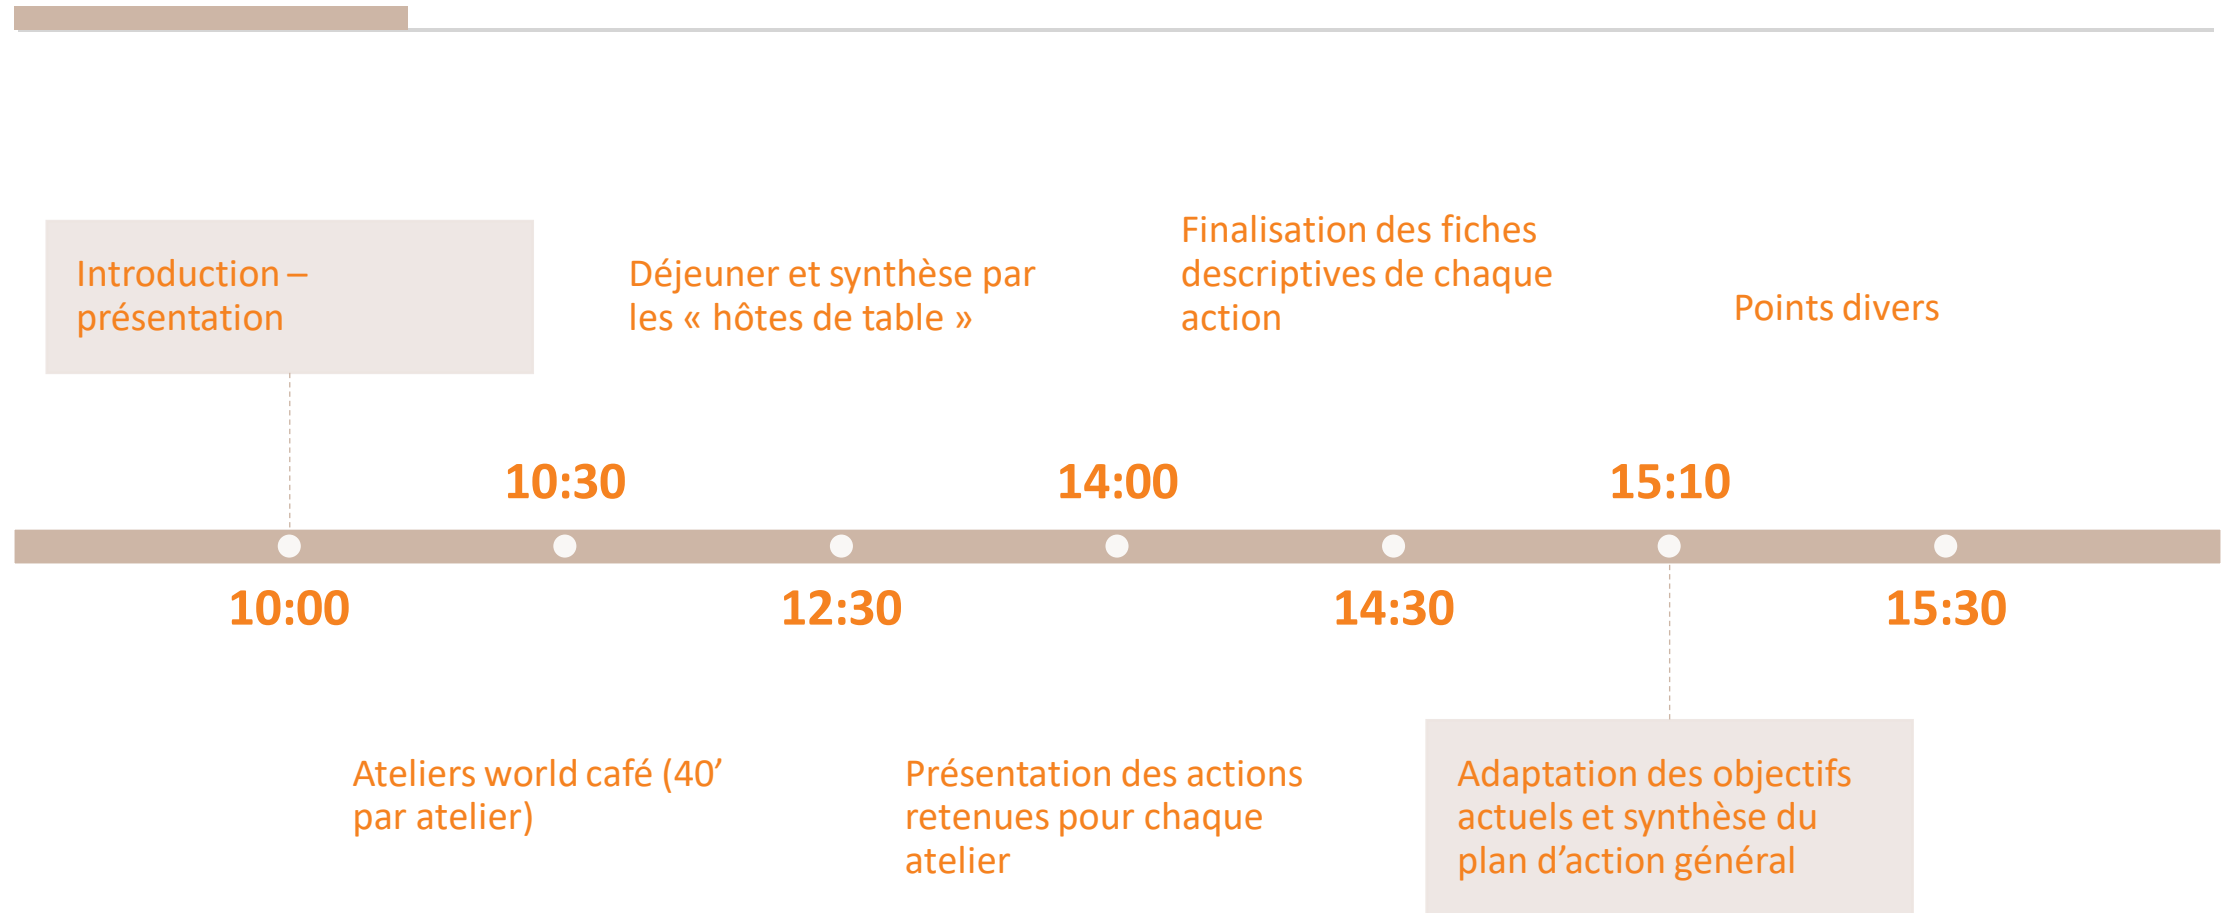 Introduction –
présentation
Déjeuner et synthèse par
les « hôtes de table »
Finalisation des fiches
descriptives de chaque
action
Points divers
10:30
14:00
15:10
10:00
12:30
14:30
15:30
Ateliers world café (40’
par atelier)
Présentation des actions
retenues pour chaque
atelier
Adaptation des objectifs
actuels et synthèse du
plan d’action général